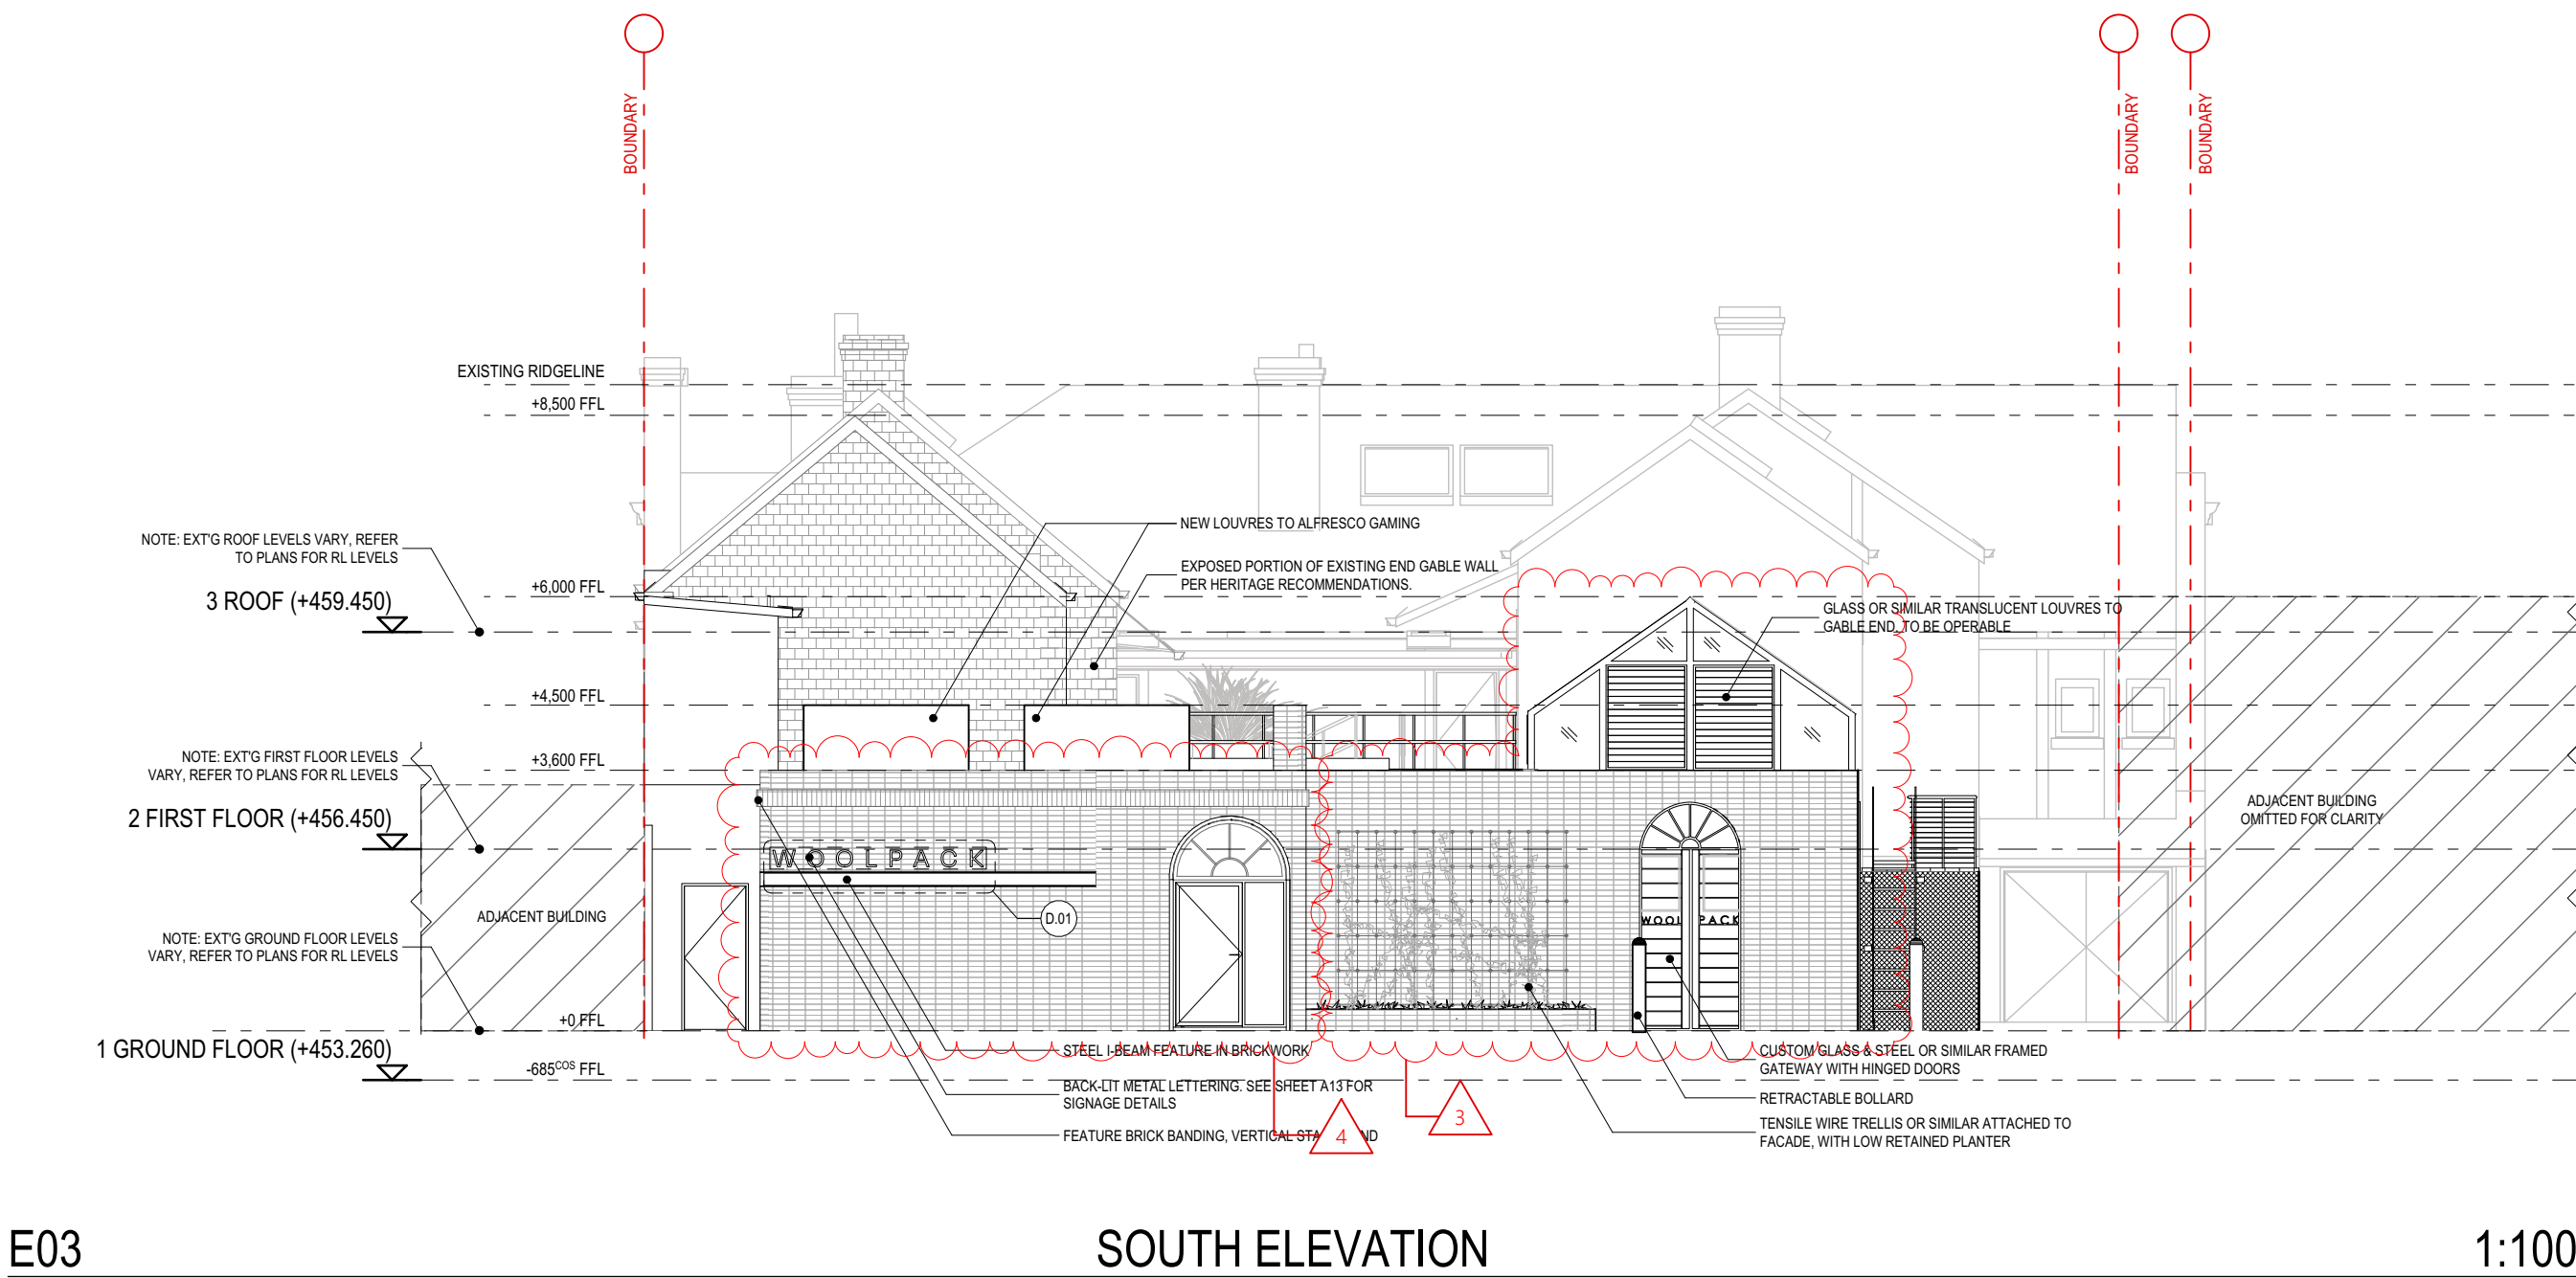 BOUNDARY
BOUNDARY
BOUNDARY
EXISTING RIDGELINE
+8,500 FFL
NEW LOUVRES TO ALFRESCO GAMING
NOTE: EXT'G ROOF LEVELS VARY, REFER
TO PLANS FOR RL LEVELS
EXPOSED PORTION OF EXISTING END GABLE WALL
PER HERITAGE RECOMMENDATIONS.
+6,000 FFL
3 ROOF (+459.450)
GLASS OR SIMILAR TRANSLUCENT LOUVRES TO
GABLE END. TO BE OPERABLE
+4,500 FFL
NOTE: EXT'G FIRST FLOOR LEVELS
VARY, REFER TO PLANS FOR RL LEVELS
+3,600 FFL
2 FIRST FLOOR (+456.450)
ADJACENT BUILDING
OMITTED FOR CLARITY
WOOLPACK
ADJACENT BUILDING
D.01
WOOLPACK
NOTE: EXT'G GROUND FLOOR LEVELS
VARY, REFER TO PLANS FOR RL LEVELS
+0 FFL
1 GROUND FLOOR (+453.260)
-685COS FFL
STEEL I-BEAM FEATURE IN BRICKWORK
BACK-LIT METAL LETTERING. SEE SHEET A13 FOR
SIGNAGE DETAILS
FEATURE BRICK BANDING, VERTICAL
4
3
CUSTOM GLASS & STEEL OR SIMILAR FRAMED
GATEWAY WITH HINGED DOORS
RETRACTABLE BOLLARD
TENSILE WIRE TRELLIS OR SIMILAR ATTACHED TO
FACADE, WITH LOW RETAINED PLANTER
E03
SOUTH ELEVATION
1:100